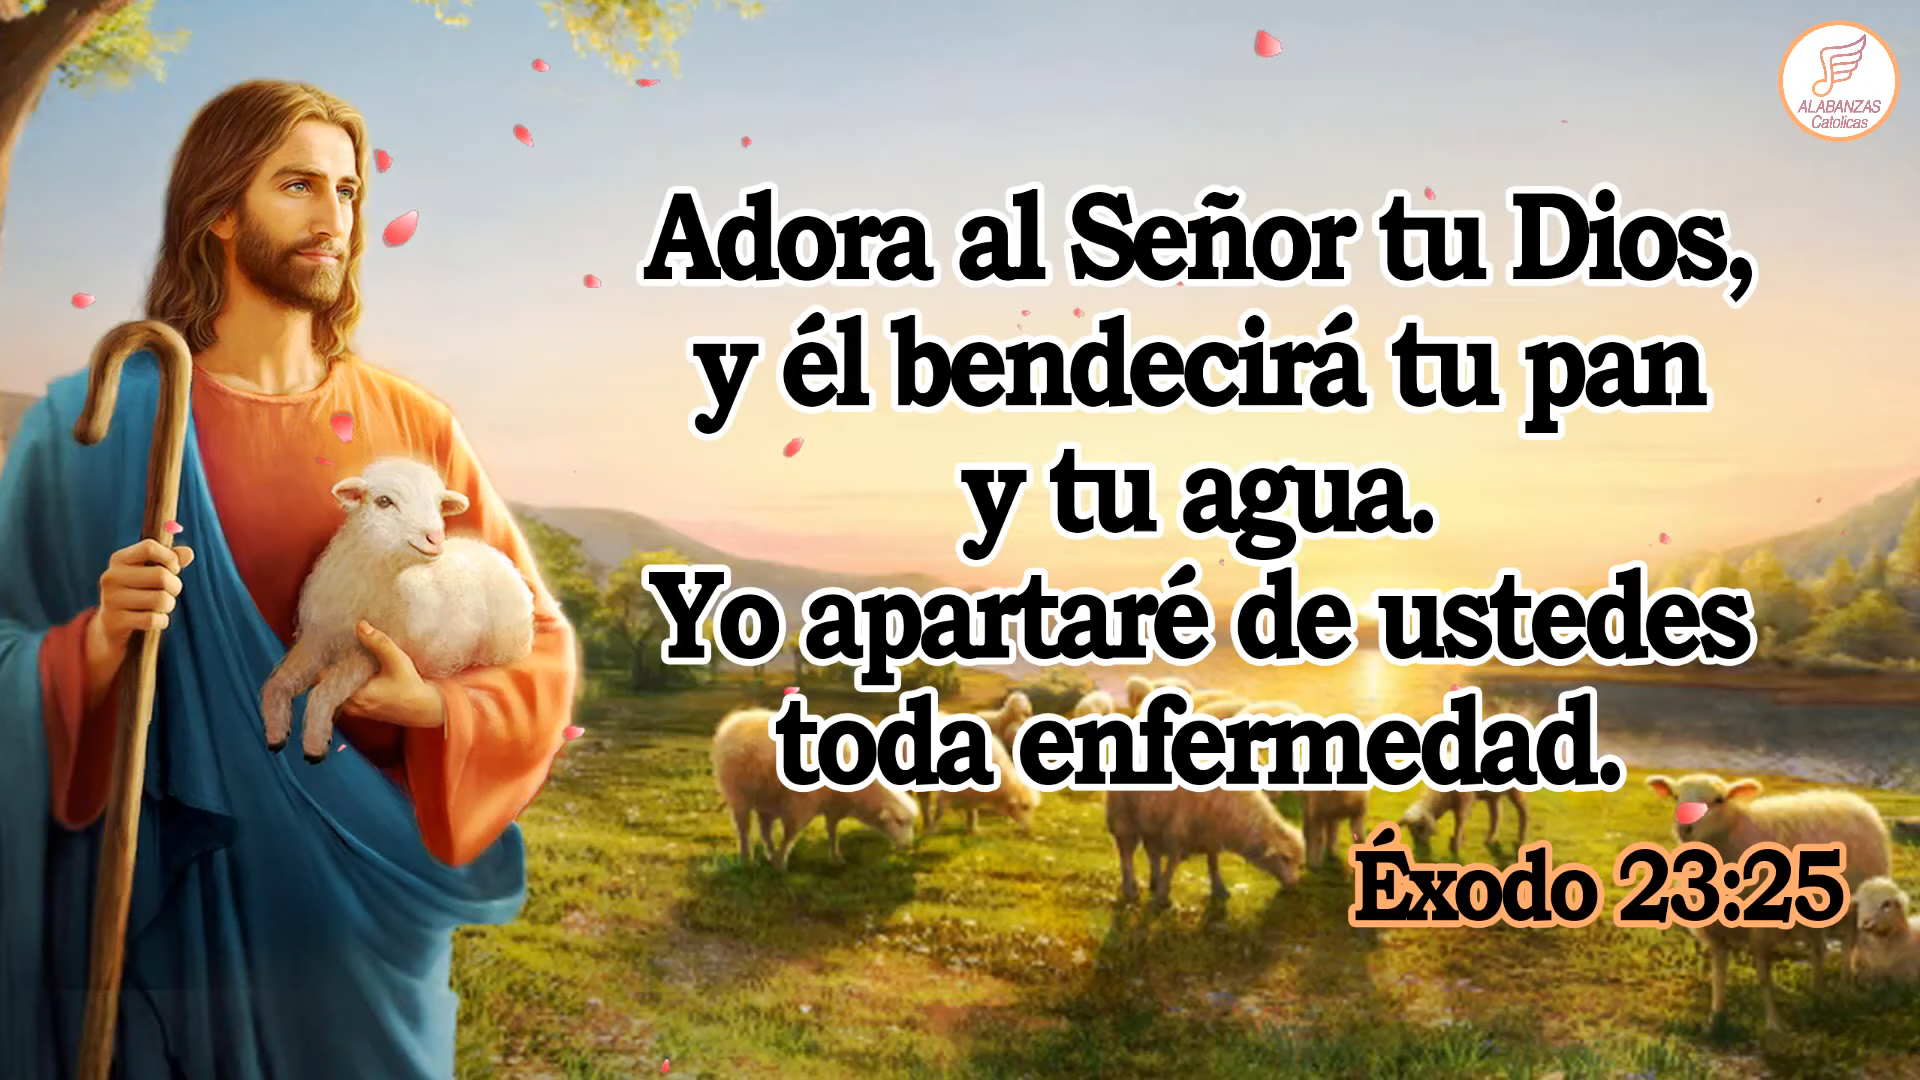 ALABANZAS
Catolicas
Adora al Señor tu Dios,
y él bendecirá tu pan
y tu agua.
Yo apartaré de ustedes
toda enfermedad.
Éxodo 23:25